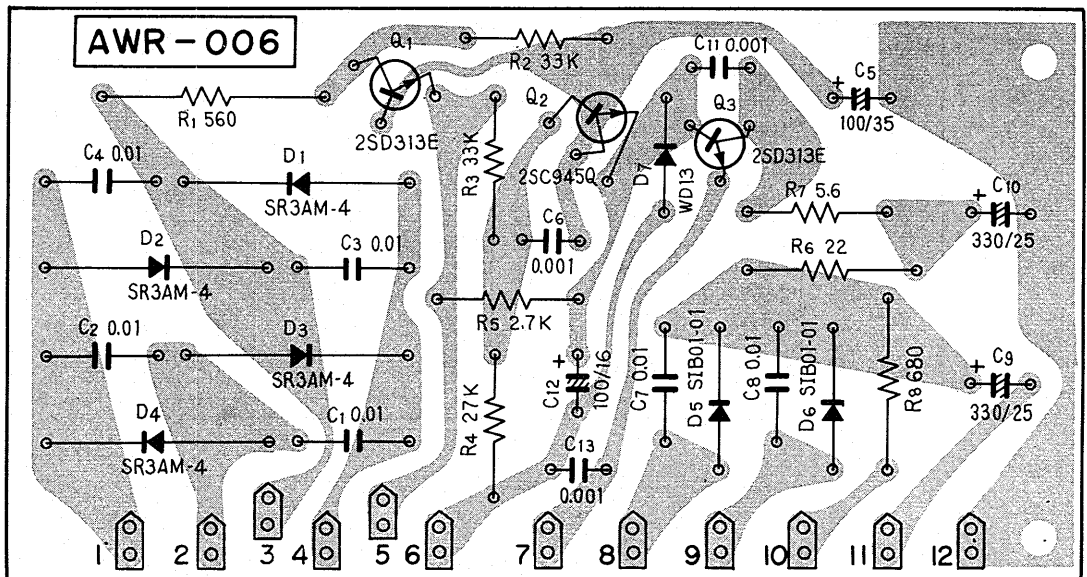 AWR-006
Q1
R2 33K
C11 0.001
C5
100/35
R1 560
2SD313E
Q2
Q3
2SD313E
C4 0.01
D1
SR3AM-4
R3 33K
2SC945Q
D7
WD13
C10
330/25
R7 5.6
D2
SR3AM-4
C3 0.01
C6
0.001
R6 22
R5 2.7K
C2 0.01
D3
SR3AM-4
C12
100/16
C7 0.01
D5 SIB01-01
C8 0.01
D6 SIB01-01
R8 680
C9
330/25
D4
SR3AM-4
C1 0.01
R4 27K
C13
0.001
1 2 3 4 5 6 7 8 9 10 11 12